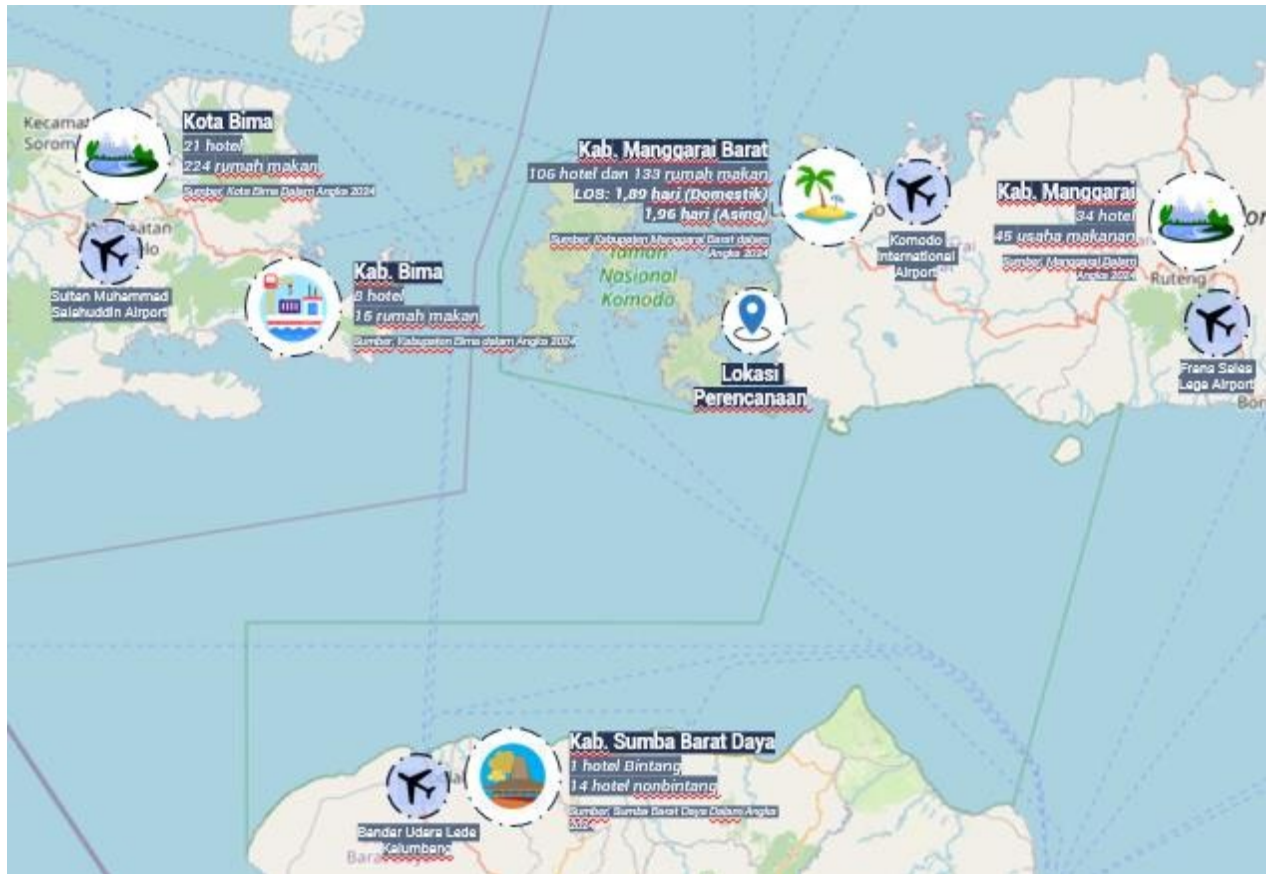 Kecama
Sorom
Kota Bima
21 hotel
224 rumah makan
Sumber, Kota Bima Dalam Angka 2024
Sultan Muhammad
Salahuddin Airport
Kab. Bima
8 hotel
15 rumah makan
Sumber, Kabupaten Bima dalam Angka 2024
Kab. Manggarai Barat
106 hotel dan 133 rumah makan
LOS: 1,89 hari (Domestik)
1,96 hari (Asing)
Sumber, Kabupaten Manggarai Barat dalam
Angka 2024
Taman
Nasional
Komodo
Komodo
International
Airport
Kab. Manggarai
34 hotel
45 usaha makanan
Sumber, Manggarai Dalam
Angka 2024
Ruteng
Frans Sales
Lega Airport
Lokasi
Perencanaan
Kab. Sumba Barat Daya
1 hotel Bintang
14 hotel nonbintang
Sumber, Sumba Barat Daya Dalam Angka
2024
Bandar Udara Lede
Kalumbang